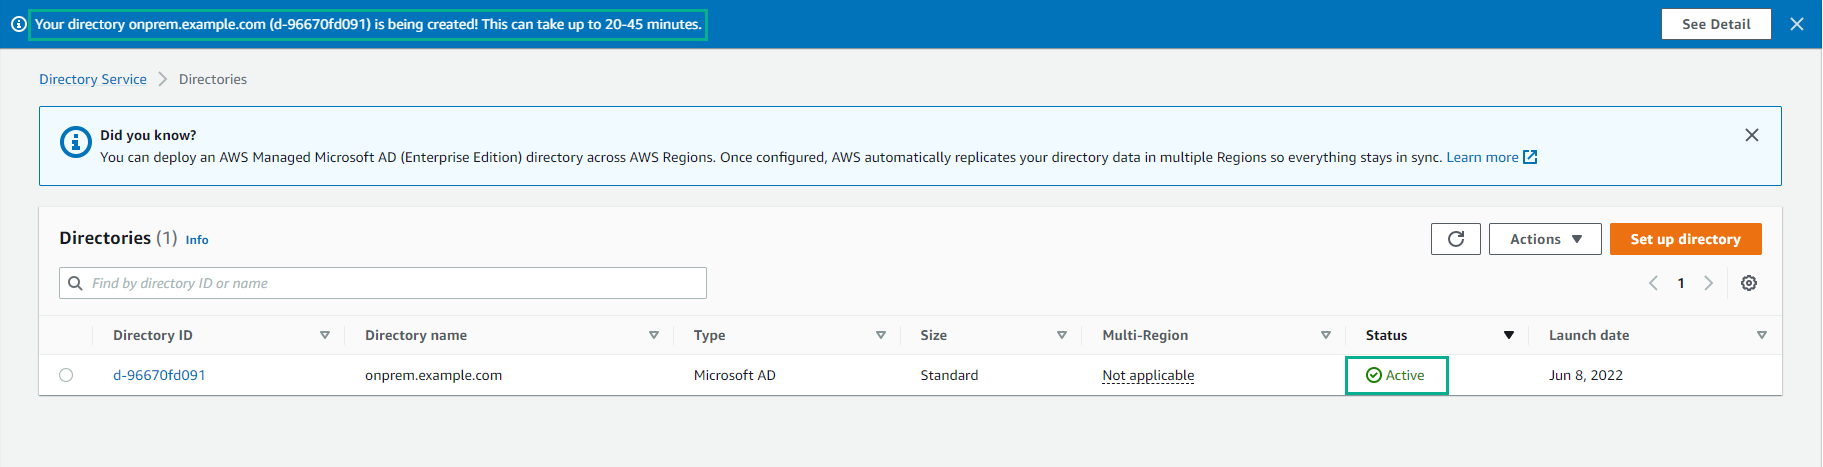 Your directory onprem.example.com (d-96670fd091) is being created! This can take up to 20-45 minutes.
See Detail
Directory Service
Directories
Did you know?
You can deploy an AWS Managed Microsoft AD (Enterprise Edition) directory across AWS Regions. Once configured, AWS automatically replicates your directory data in multiple Regions so everything stays in sync. Learn more
Directories (1) Info
Actions
Set up directory
Find by directory ID or name
1
Directory ID Directory name Type Size Multi-Region Status Launch date
d-96670fd091 onprem.example.com Microsoft AD Standard Not applicable Active Jun 8, 2022